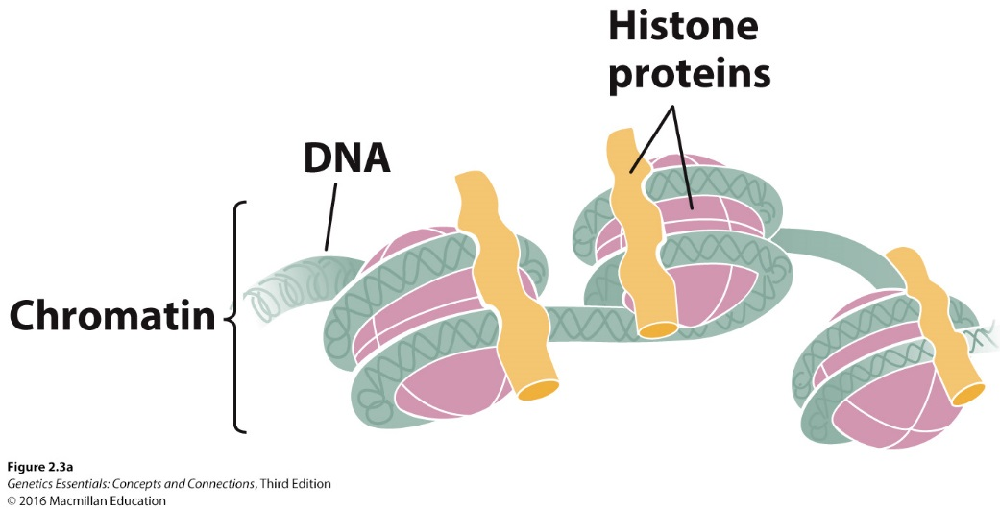 Histone
proteins
DNA
Chromatin
Figure 2.3a
Genetics Essentials: Concepts and Connections, Third Edition
© 2016 Macmillan Education